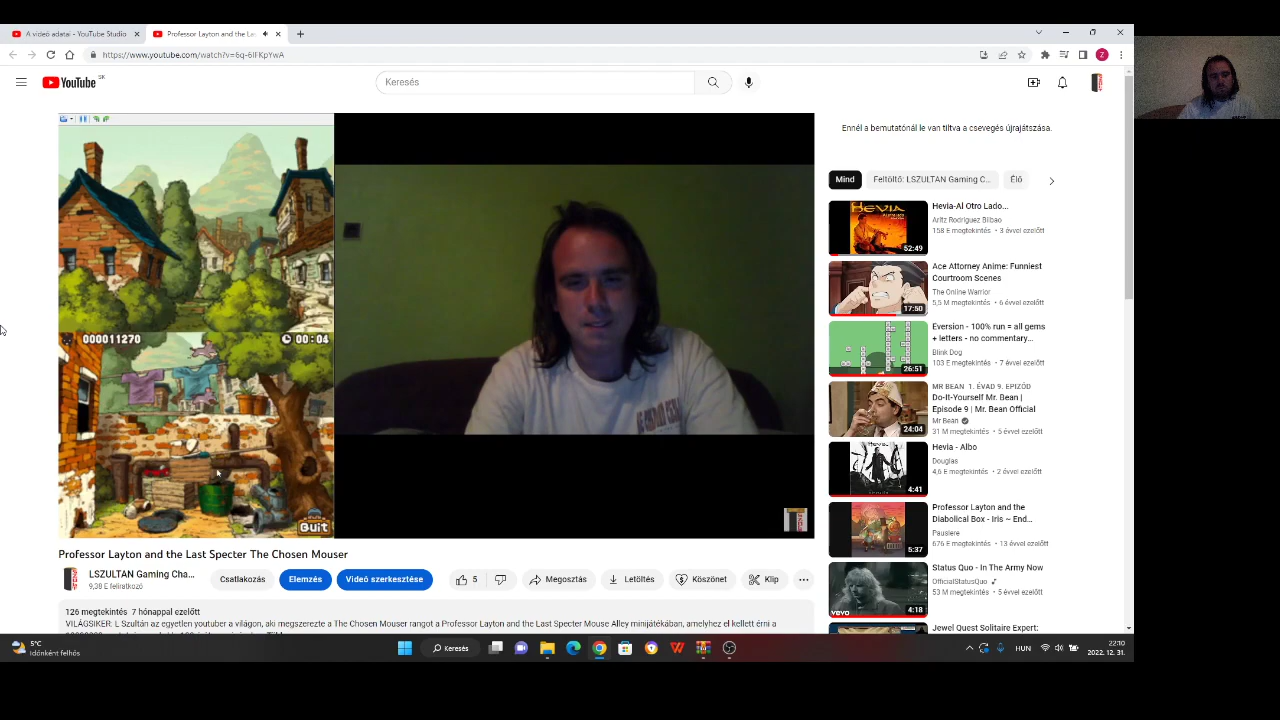 A videó adatai - YouTube Studio
Professor Layton and the Las
https://www.youtube.com/watch?v=6q-6lFKpYwA
Z
YouTube SK
Keresés
000011270
00:04
Quit
Professor Layton and the Last Specter The Chosen Mouser
LSZULTAN Gaming Cha...
9,38 E feliratkozó
Csatlakozás
Elemzés
Videó szerkesztése
5
Megosztás
Letöltés
Köszönet
Klip
126 megtekintés 7 hónappal ezelőtt
VILÁGSIKER: L Szultán az egyetlen youtuber a világon, aki megszerezte a The Chosen Mouser rangot a Professor Layton and the Last Specter Mouse Alley minijátékában, amelyhez el kellett érni a
Ennél a bemutatónál le van tiltva a csevegés újrajátszása.
Mind
Feltöltő: LSZULTAN Gaming C...
Élő
HEVIA
52:49
Hevia-Al Otro Lado...
Aritz Rodriguez Bilbao
158 E megtekintés • 3 évvel ezelőtt
17:50
Ace Attorney Anime: Funniest
Courtroom Scenes
The Online Warrior
5,5 M megtekintés • 6 évvel ezelőtt
26:51
Eversion - 100% run = all gems
+ letters - no commentary...
Blink Dog
103 E megtekintés • 7 évvel ezelőtt
24:04
MR BEAN 1. ÉVAD 9. EPIZÓD
Do-It-Yourself Mr. Bean |
Episode 9 | Mr. Bean Official
Mr Bean
31 M megtekintés • 5 évvel ezelőtt
4:41
Hevia - Albo
Douglas
4,6 E megtekintés • 2 évvel ezelőtt
5:37
Professor Layton and the
Diabolical Box - Iris ~ End...
Pausiere
676 E megtekintés • 13 évvel ezelőtt
vevo
4:18
Status Quo - In The Army Now
OfficialStatusQuo
53 M megtekintés • 5 évvel ezelőtt
Jewel Quest Solitaire Expert:
5°C
Időnként felhős
Keresés
HUN
22:10
2022. 12. 31.